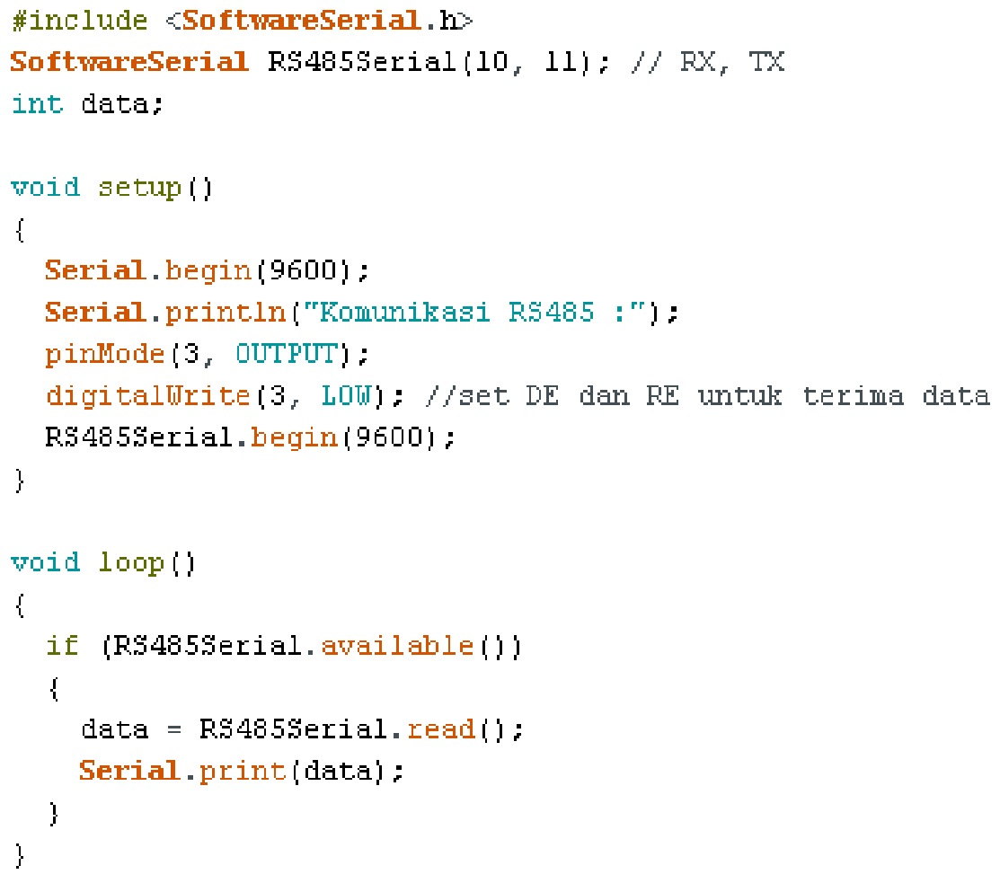 #include <SoftwareSerial.h>
SoftwareSerial RS485Serial(10, 11); // RX, TX
int data;

void setup()
{
  Serial.begin(9600);
  Serial.println("Komunikasi RS485 :");
  pinMode(3, OUTPUT);
  digitalWrite(3, LOW); //set DE dan RE untuk terima data
  RS485Serial.begin(9600);
}

void loop()
{
  if (RS485Serial.available())
  {
    data = RS485Serial.read();
    Serial.print(data);
  }
}